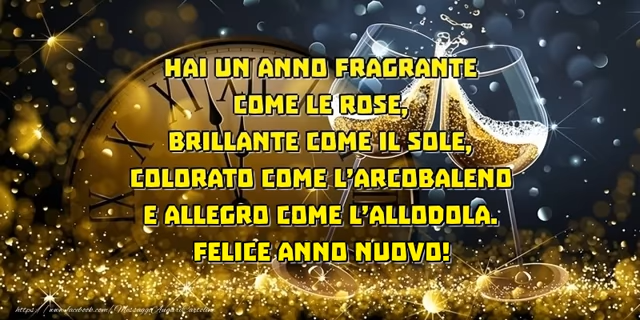 HAI UN ANNO FRAGRANTE
COME LE ROSE,
BRILLANTE COME IL SOLE,
COLORATO COME L'ARCOBALENO
E ALLEGRO COME L'ALLODOLA.
FELICE ANNO NUOVO!